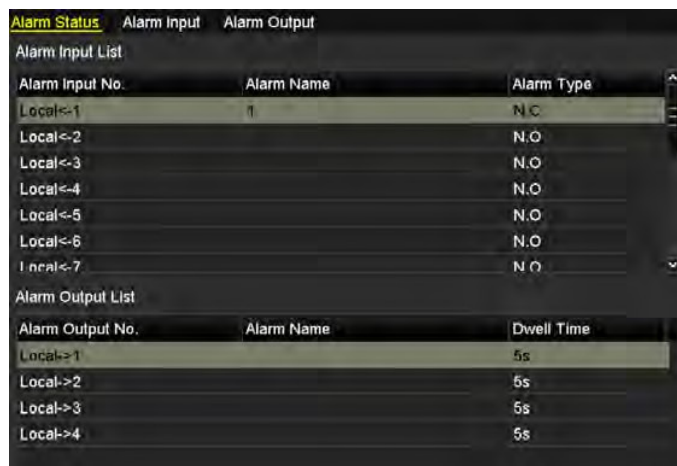 Alarm Status Alarm Input Alarm Output
Alarm Input List
Alarm Input No. Alarm Name Alarm Type
Local<-1 1 N.C
Local<-2 N.O
Local<-3 N.O
Local<-4 N.O
Local<-5 N.O
Local<-6 N.O
Local<-7 N.O
Alarm Output List
Alarm Output No. Alarm Name Dwell Time
Local->1 5s
Local->2 5s
Local->3 5s
Local->4 5s